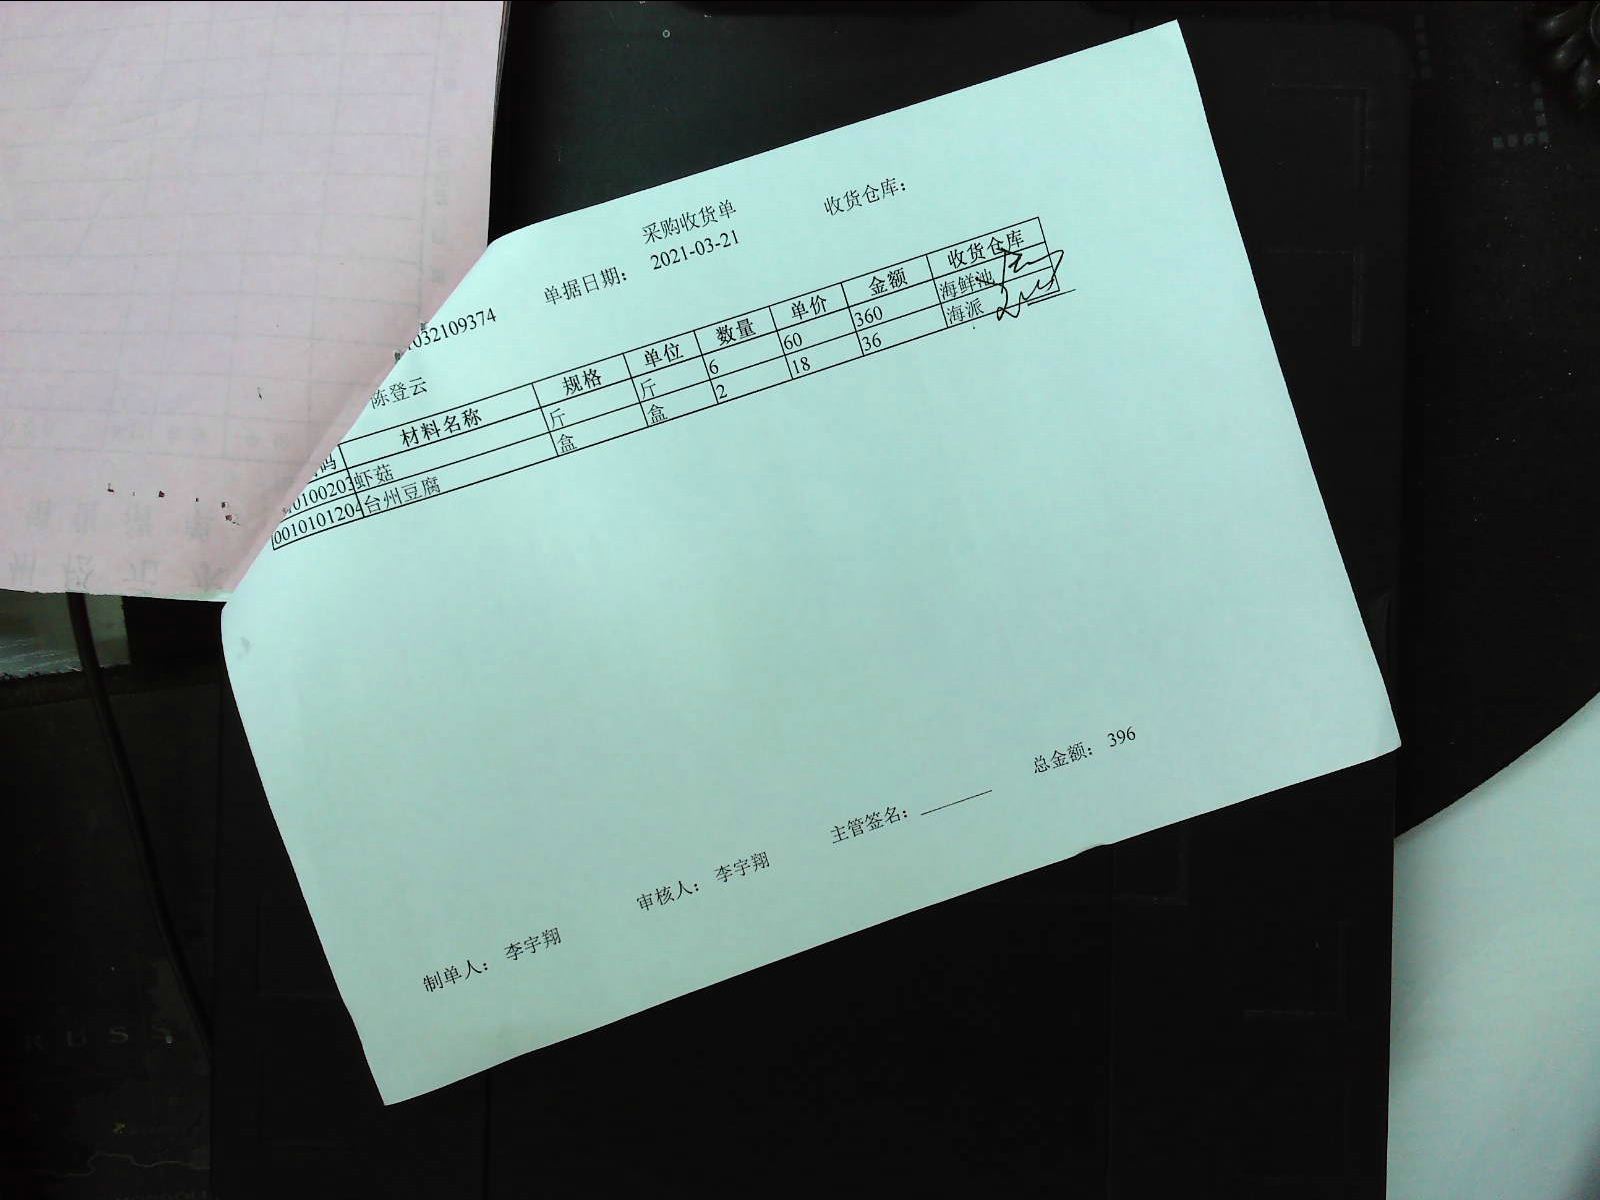 采购收货单
收货仓库：
单据日期： 2021-03-21
032109374
陈登云
码 材料名称 规格 单位 数量 单价 金额 收货仓库
0100203 虾菇 斤 斤 6 60 360 海鲜池
0010101204 台州豆腐 盒 盒 2 18 36 海派
总金额： 396
主管签名：
审核人： 李宇翔
制单人： 李宇翔